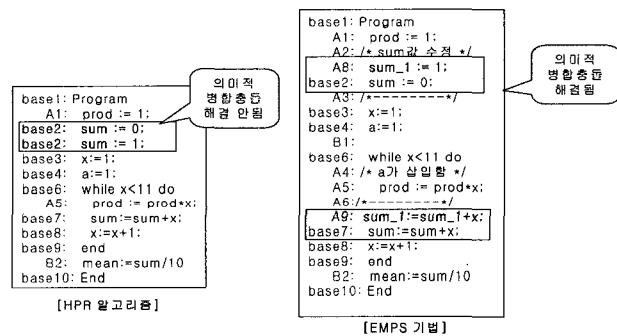 base1: Program
A1: prod := 1;
base2: sum := 0;
base2: sum := 1;
base3: x:=1;
base4: a:=1;
base6: while x<11 do
A5: prod := prod*x;
base7: sum:=sum+x;
base8: x:=x+1;
base9: end
B2: mean:=sum/10
base10: End
의미적
병합충돌
해결 안됨
[HPR 알고리즘]
base1: Program
A1: prod := 1;
A2: /* sum값 수정 */
A8: sum_1 := 1;
base2: sum := 0;
A3: /*---------*/
base3: x:=1;
base4: a:=1;
B1:
base6: while x<11 do
A4: /* a가 삽입함 */
A5: prod := prod*x;
A6:/*---------*/
A9: sum_1:=sum_1+x;
base7: sum:=sum+x;
base8: x:=x+1;
base9: end
B2: mean:=sum/10
base10: End
의미적
병합충돌
해결됨
[EMPS 기법]